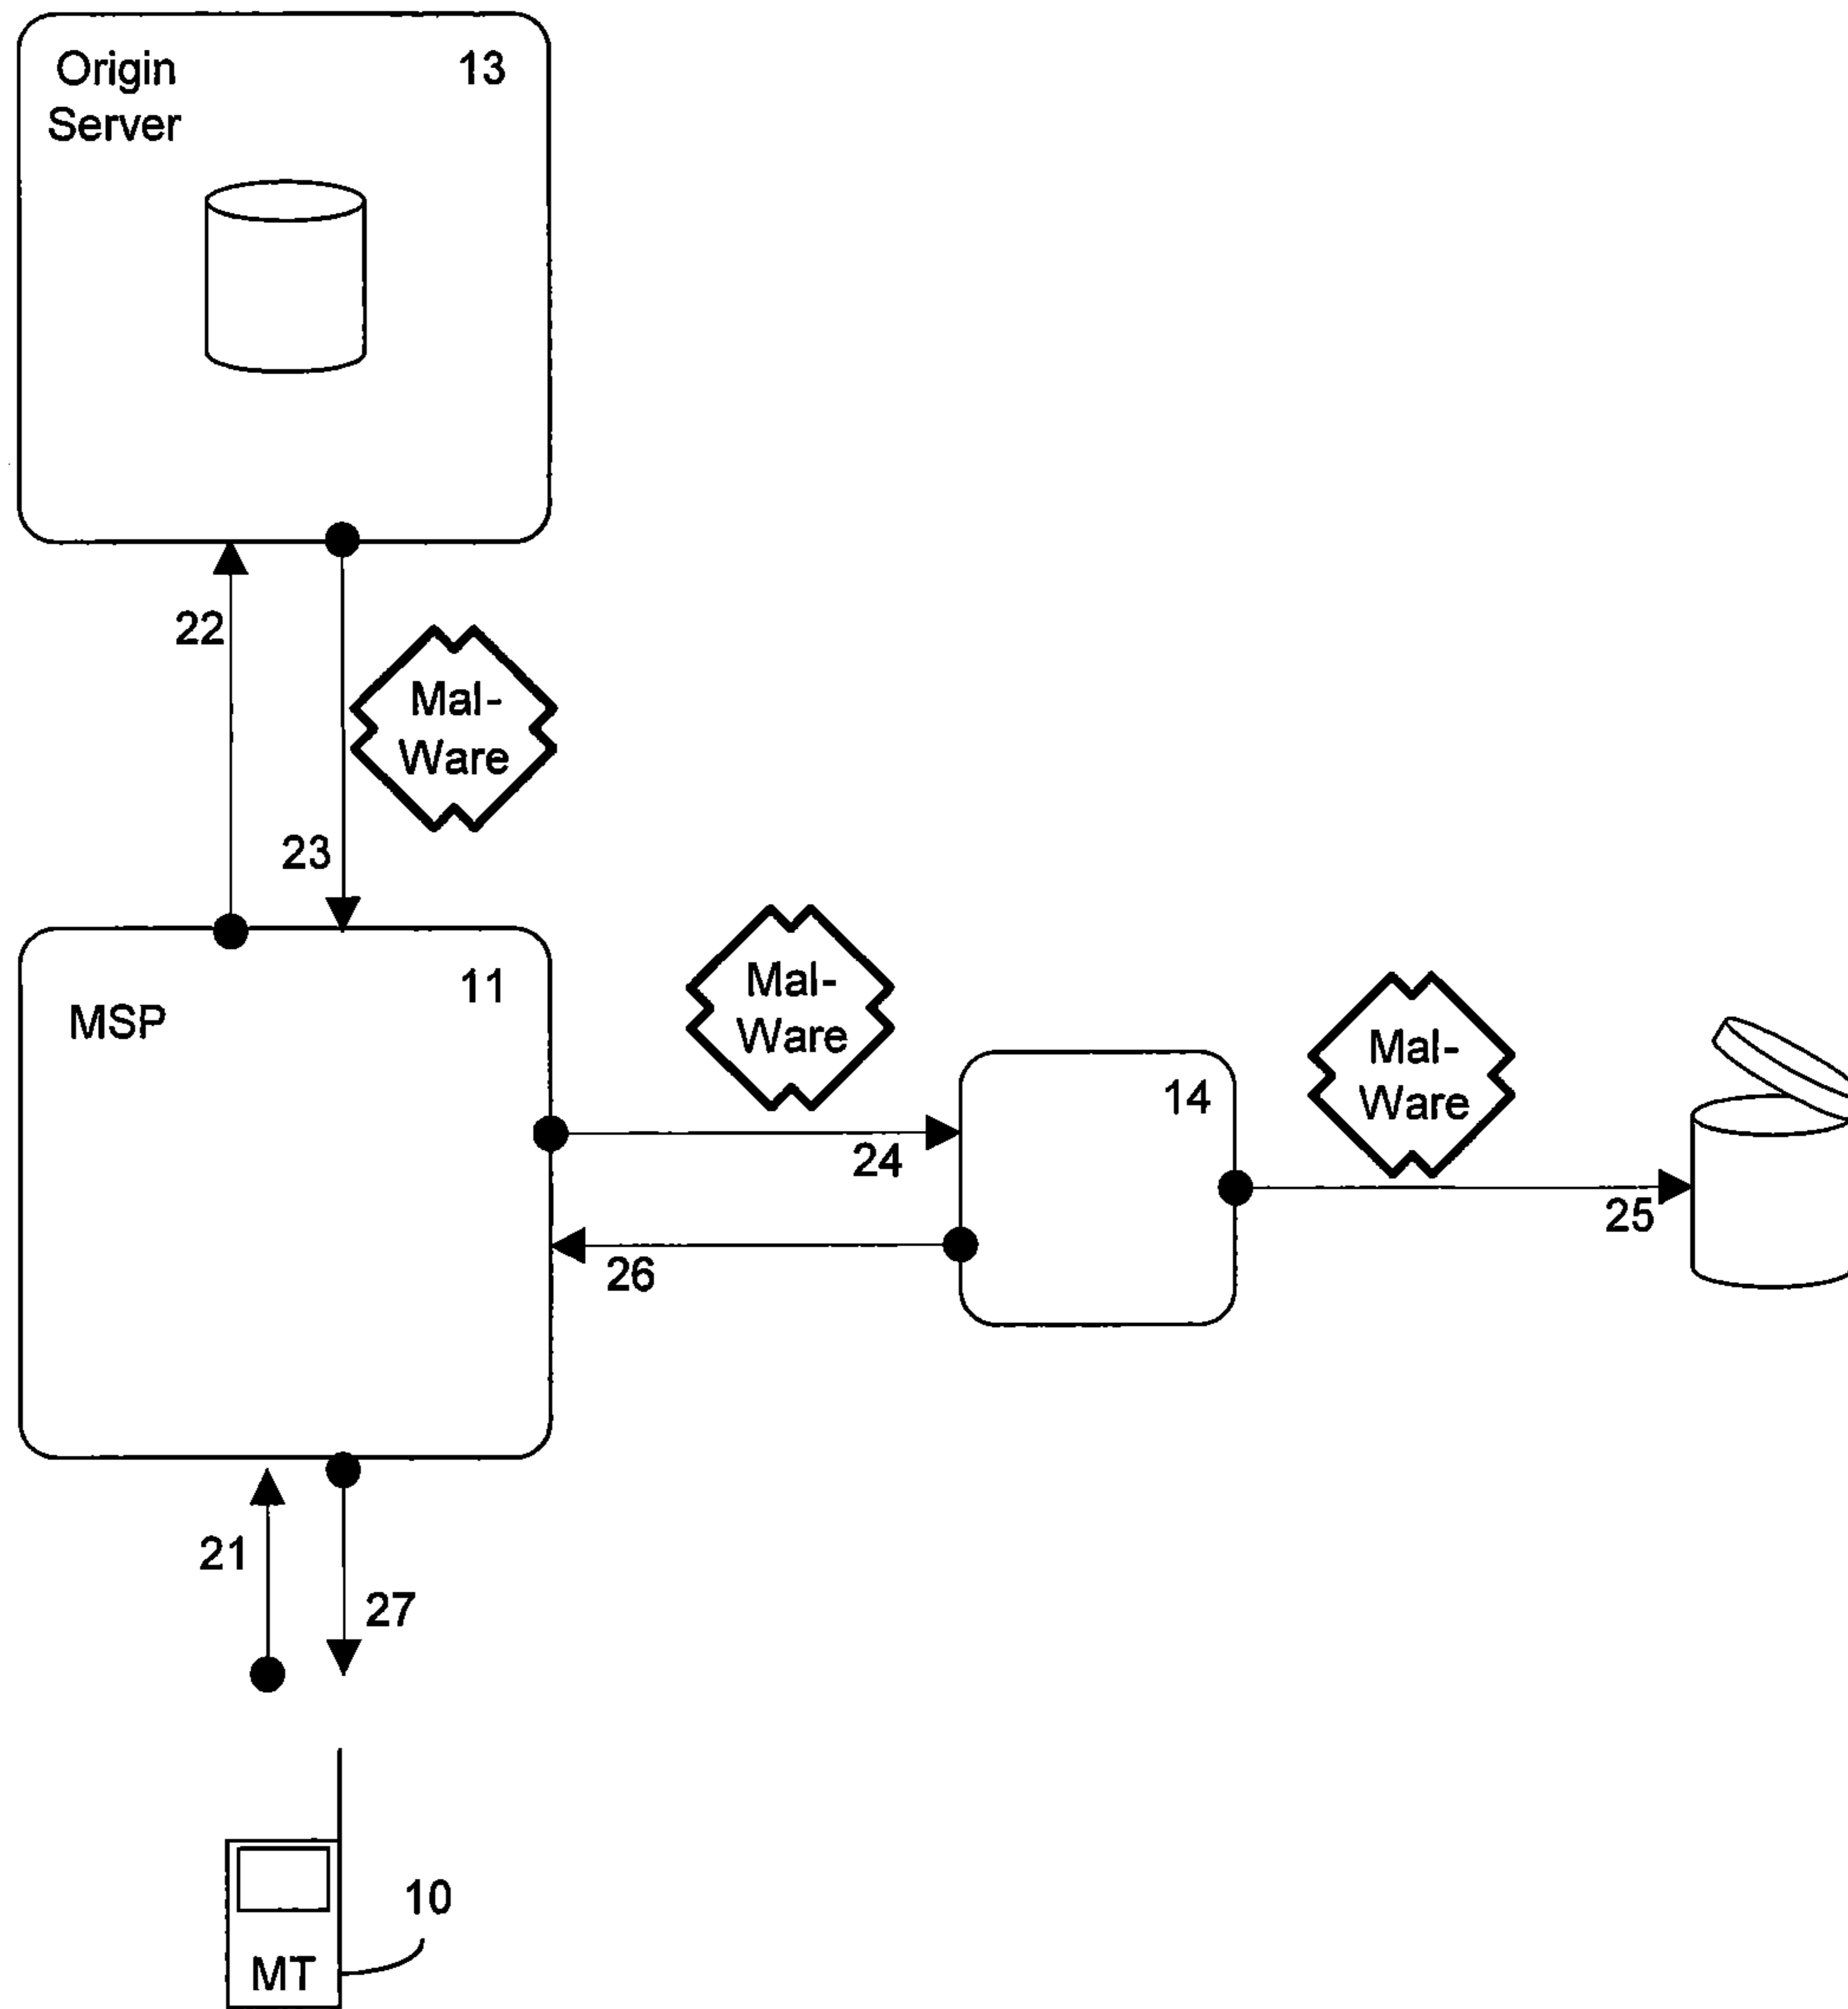 Origin
Server
13
22
Mal-
Ware
23
11
MSP
Mal-
Ware
24
14
Mal-
Ware
25
26
21
27
10
MT